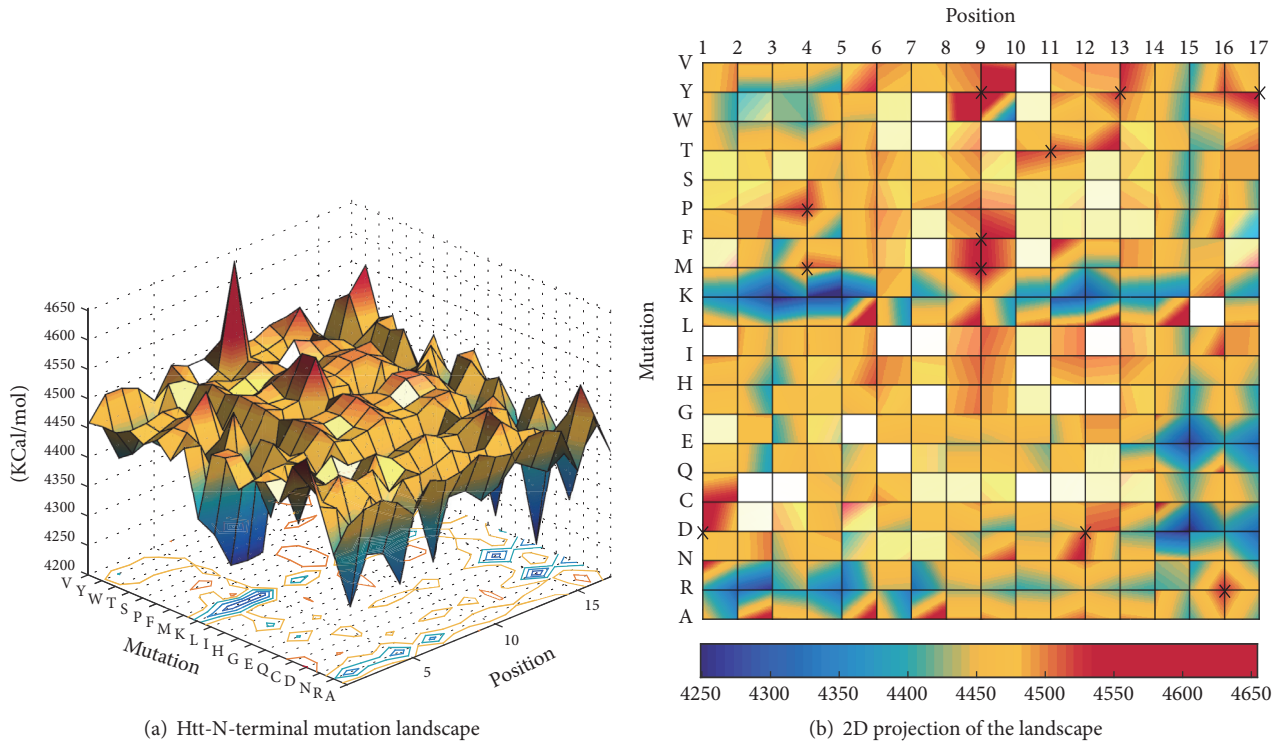 4650
4600
4550
4500
4450
4400
4350
4300
4250
4200
(KCal/mol)
V Y W T S P F M K L I H G E Q C D N R A
Mutation
5
10
15
Position
(a) Htt-N-terminal mutation landscape
Position
1 2 3 4 5 6 7 8 9 10 11 12 13 14 15 16 17
V
Y
W
T
S
P
F
M
K
L
I
H
G
E
Q
C
D
N
R
A
Mutation
4250 4300 4350 4400 4450 4500 4550 4600 4650
(b) 2D projection of the landscape